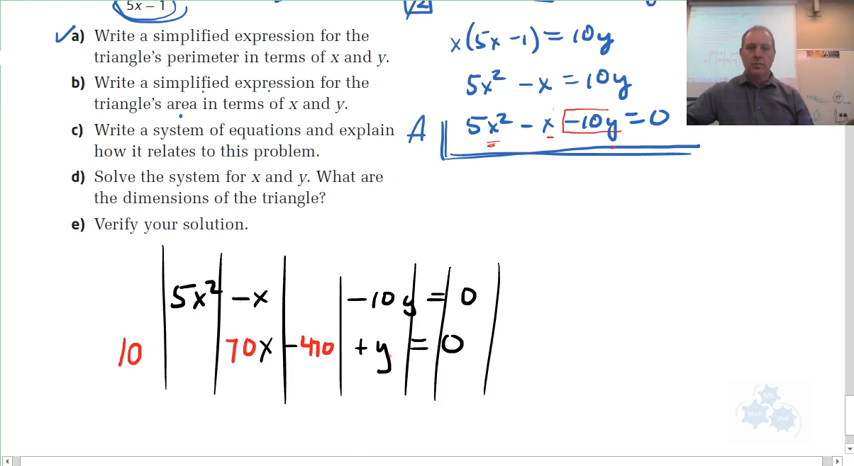 5x − 1
a) Write a simplified expression for the
triangle's perimeter in terms of x and y.
b) Write a simplified expression for the
triangle's area in terms of x and y.
c) Write a system of equations and explain
how it relates to this problem.
d) Solve the system for x and y. What are
the dimensions of the triangle?
e) Verify your solution.
x(5x −1) = 10y
5x² − x = 10y
A 5x² − x −10y = 0
5x² −x −10y = 0
10 70x −470 + y = 0